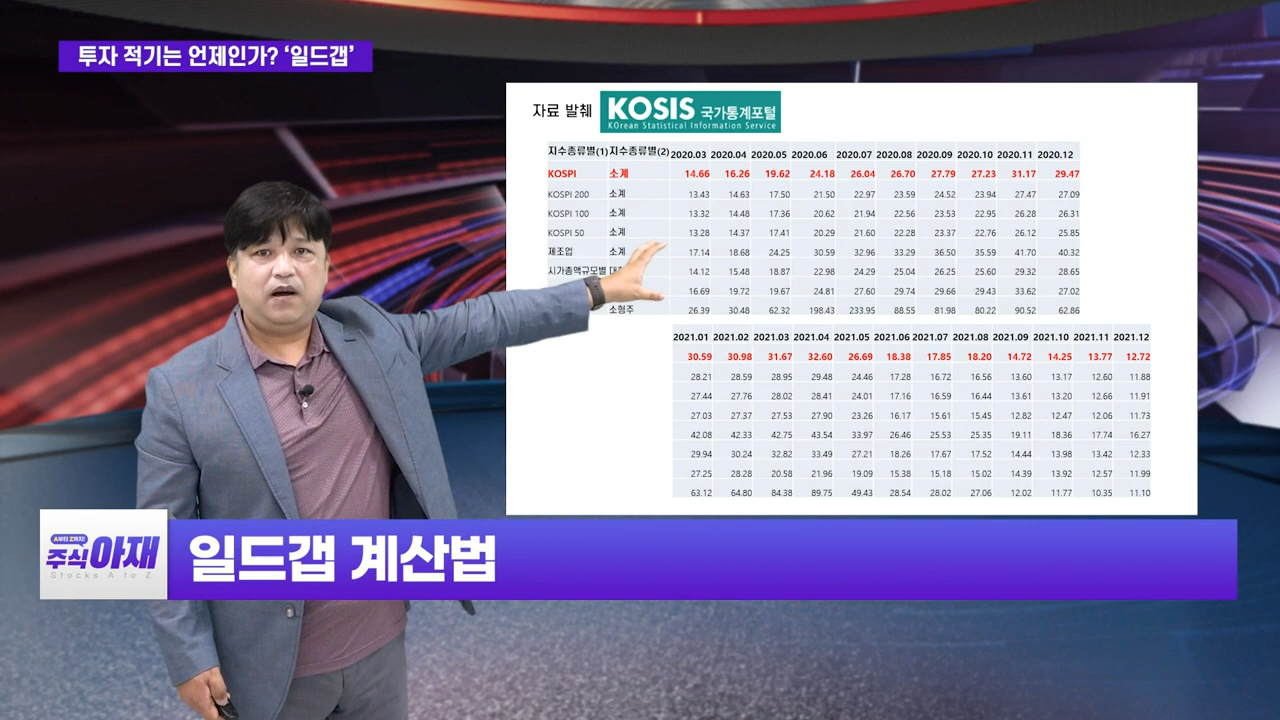 투자 적기는 언제인가? ‘일드갭’
자료 발췌 KOSIS 국가통계포털
KOrean Statistical Information Service
지수종류별(1) 지수종류별(2) 2020.03 2020.04 2020.05 2020.06 2020.07 2020.08 2020.09 2020.10 2020.11 2020.12
KOSPI 소계 14.66 16.26 19.62 24.18 26.04 26.70 27.79 27.23 31.17 29.47
KOSPI 200 소계 13.43 14.63 17.50 21.50 22.97 23.59 24.52 23.94 27.47 27.09
KOSPI 100 소계 13.32 14.48 17.36 20.62 21.94 22.56 23.53 22.95 26.28 26.31
KOSPI 50 소계 13.28 14.37 17.41 20.29 21.60 22.28 23.37 22.76 26.12 25.85
제조업 소계 17.14 18.68 24.25 30.59 32.96 33.29 36.50 35.59 41.70 40.32
시가총액규모별 14.12 15.48 18.87 22.98 24.29 25.04 26.25 25.60 29.32 28.65
16.69 19.72 19.67 24.81 27.60 29.74 29.66 29.43 33.62 27.02
소형주 26.39 30.48 62.32 198.43 233.95 88.55 81.98 80.22 90.52 62.86
2021.01 2021.02 2021.03 2021.04 2021.05 2021.06 2021.07 2021.08 2021.09 2021.10 2021.11 2021.12
30.59 30.98 31.67 32.60 26.69 18.38 17.85 18.20 14.72 14.25 13.77 12.72
28.21 28.59 28.95 29.48 24.46 17.28 16.72 16.56 13.60 13.17 12.60 11.88
27.44 27.76 28.02 28.41 24.01 17.16 16.59 16.44 13.61 13.20 12.66 11.91
27.03 27.37 27.53 27.90 23.26 16.17 15.61 15.45 12.82 12.47 12.06 11.73
42.08 42.33 42.75 43.54 33.97 26.46 25.53 25.35 19.11 18.36 17.74 16.27
29.94 30.24 32.82 33.49 27.21 18.26 17.67 17.52 14.44 13.98 13.42 12.33
27.25 28.28 20.58 21.96 19.09 15.38 15.18 15.02 14.39 13.92 12.57 11.99
63.12 64.80 84.38 89.75 49.43 28.54 28.02 27.06 12.02 11.77 10.35 11.10
A부터 Z까지!
주식아재
Stocks A to Z
일드갭 계산법